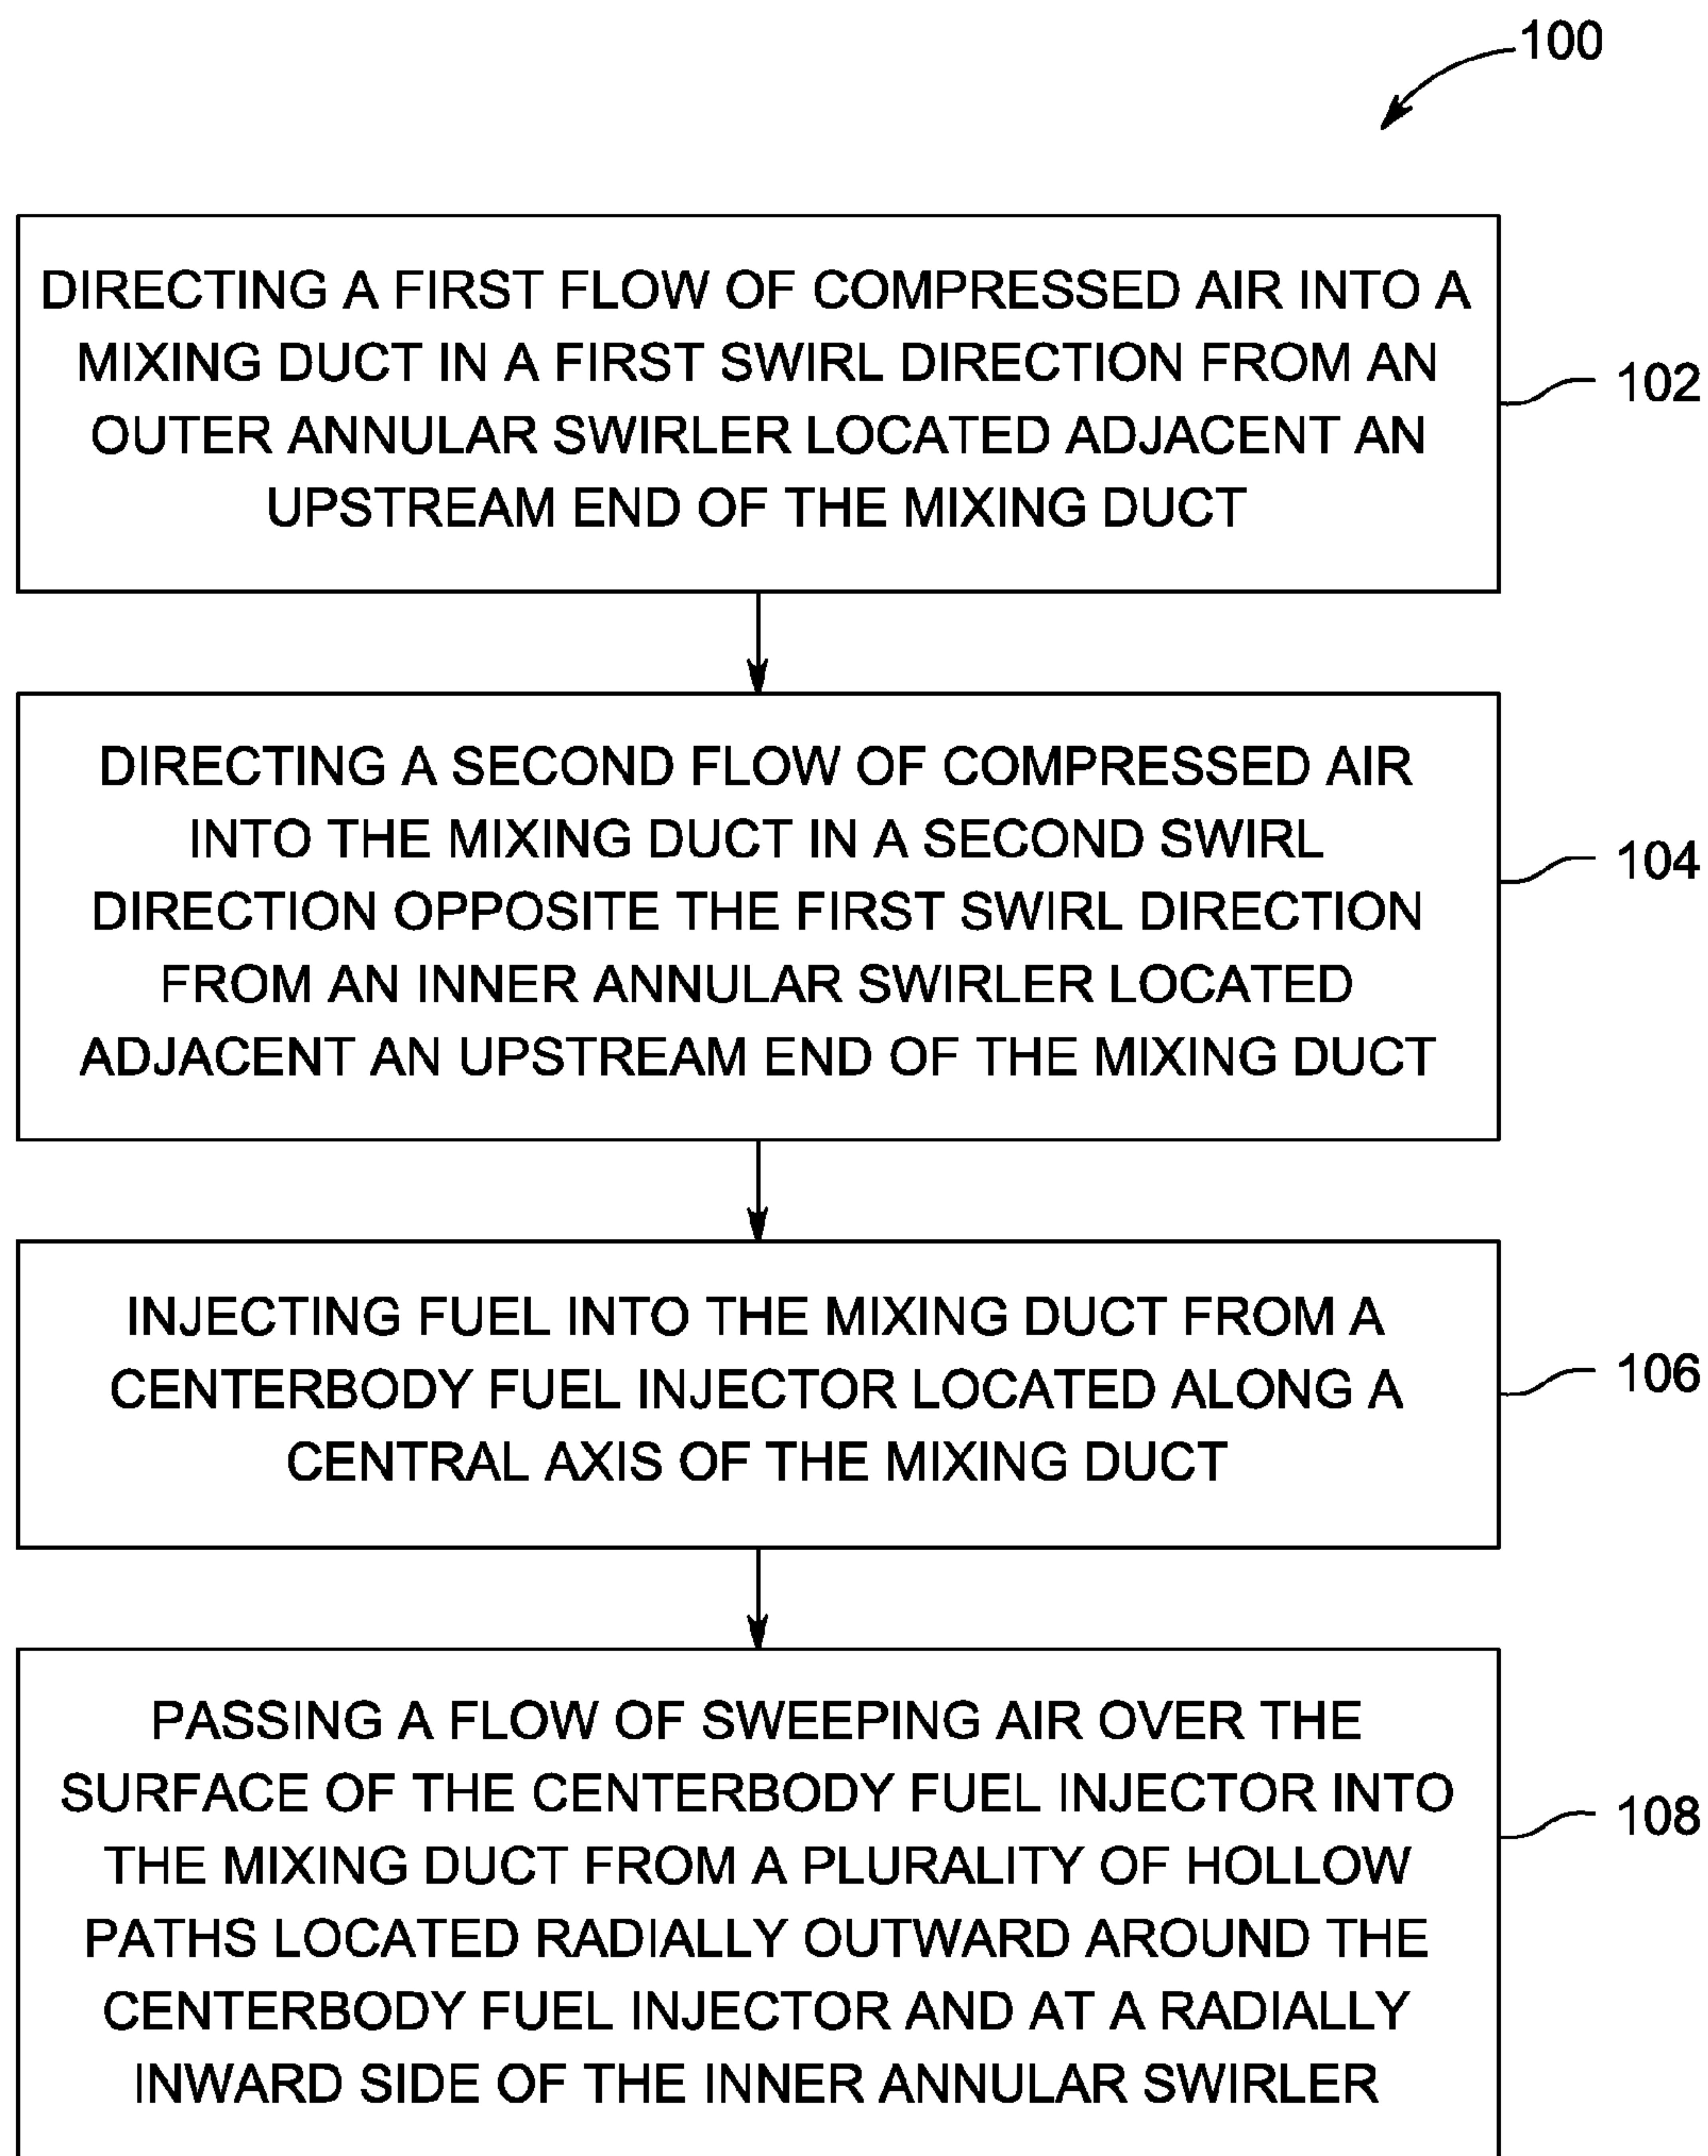 100
DIRECTING A FIRST FLOW OF COMPRESSED AIR INTO A
MIXING DUCT IN A FIRST SWIRL DIRECTION FROM AN
OUTER ANNULAR SWIRLER LOCATED ADJACENT AN
UPSTREAM END OF THE MIXING DUCT
102
DIRECTING A SECOND FLOW OF COMPRESSED AIR
INTO THE MIXING DUCT IN A SECOND SWIRL
DIRECTION OPPOSITE THE FIRST SWIRL DIRECTION
FROM AN INNER ANNULAR SWIRLER LOCATED
ADJACENT AN UPSTREAM END OF THE MIXING DUCT
104
INJECTING FUEL INTO THE MIXING DUCT FROM A
CENTERBODY FUEL INJECTOR LOCATED ALONG A
CENTRAL AXIS OF THE MIXING DUCT
106
PASSING A FLOW OF SWEEPING AIR OVER THE
SURFACE OF THE CENTERBODY FUEL INJECTOR INTO
THE MIXING DUCT FROM A PLURALITY OF HOLLOW
PATHS LOCATED RADIALLY OUTWARD AROUND THE
CENTERBODY FUEL INJECTOR AND AT A RADIALLY
INWARD SIDE OF THE INNER ANNULAR SWIRLER
108